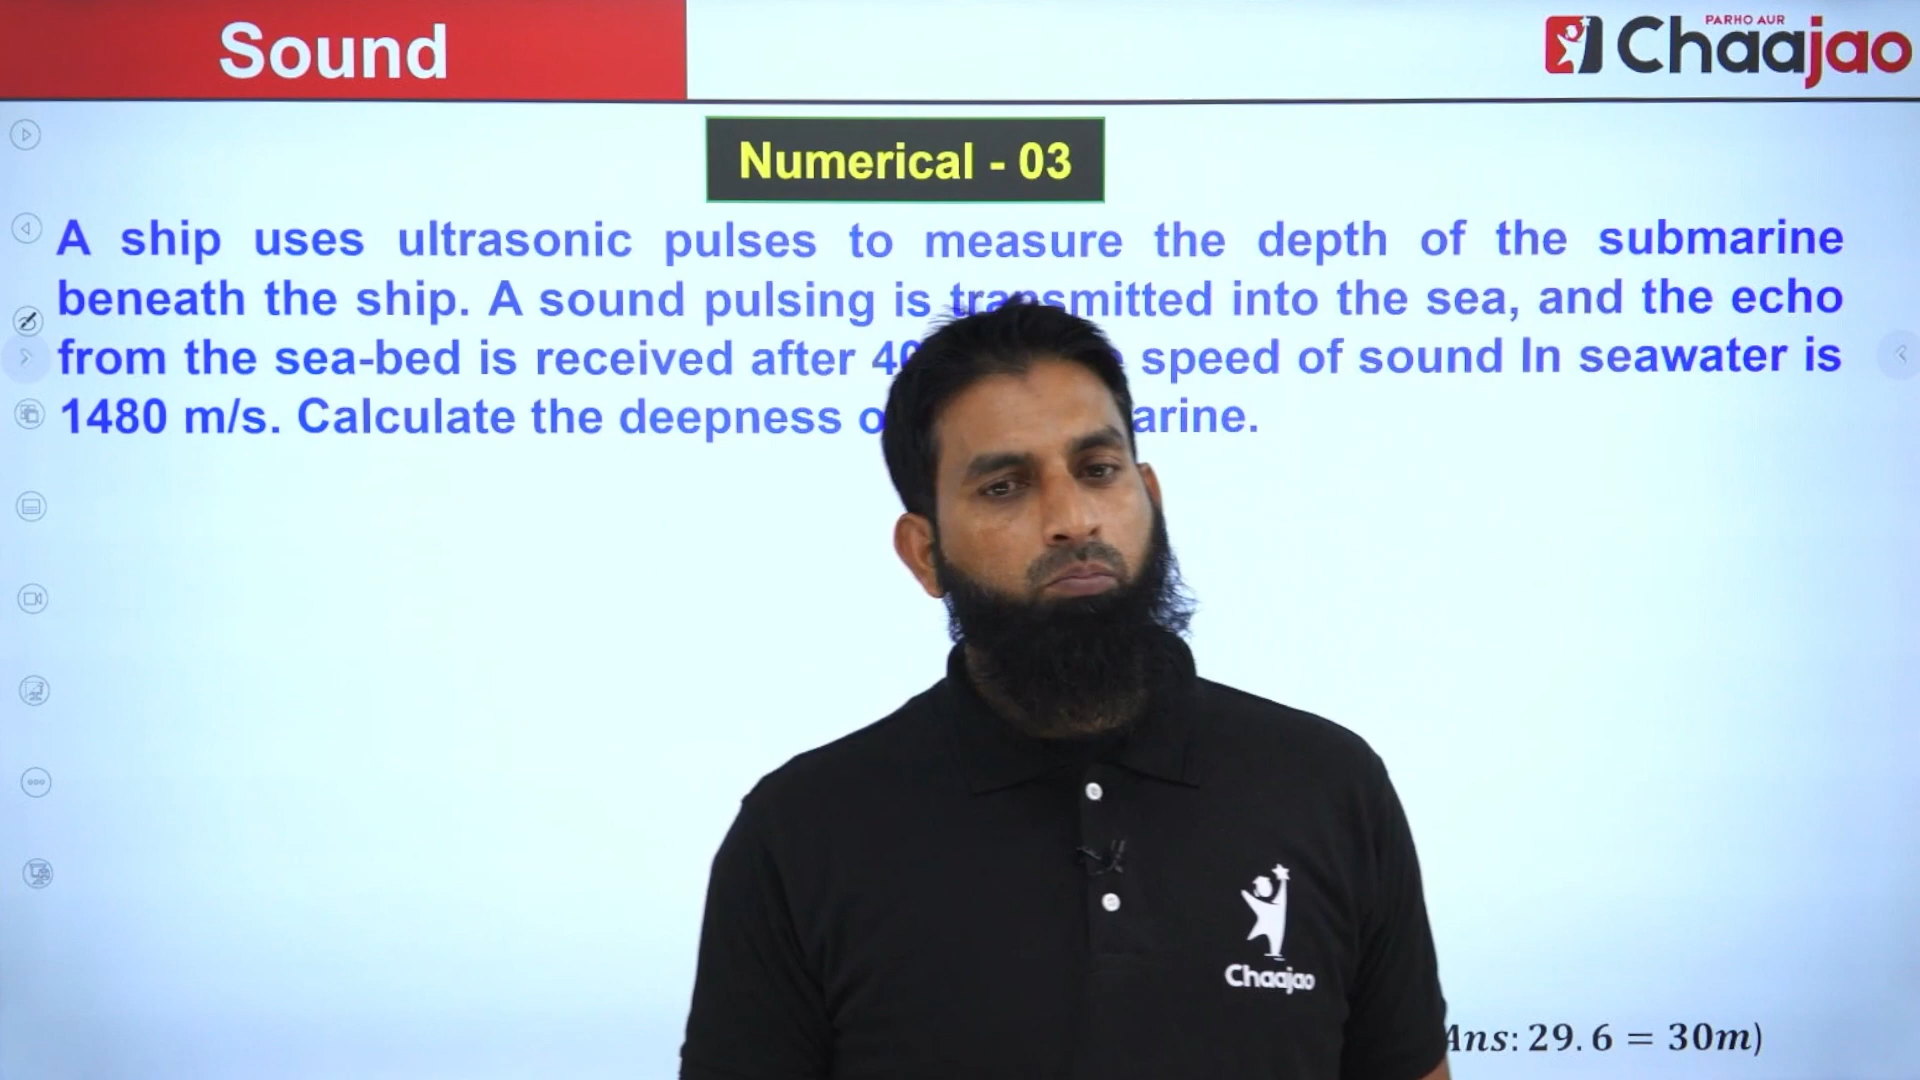 Sound
PARHO AUR
Chaajao
Numerical - 03
A ship uses ultrasonic pulses to measure the depth of the submarine
beneath the ship. A sound pulsing is transmitted into the sea, and the echo
from the sea-bed is received after 40 speed of sound In seawater is
1480 m/s. Calculate the deepness
Chaajao
Ans: 29.6 = 30m)